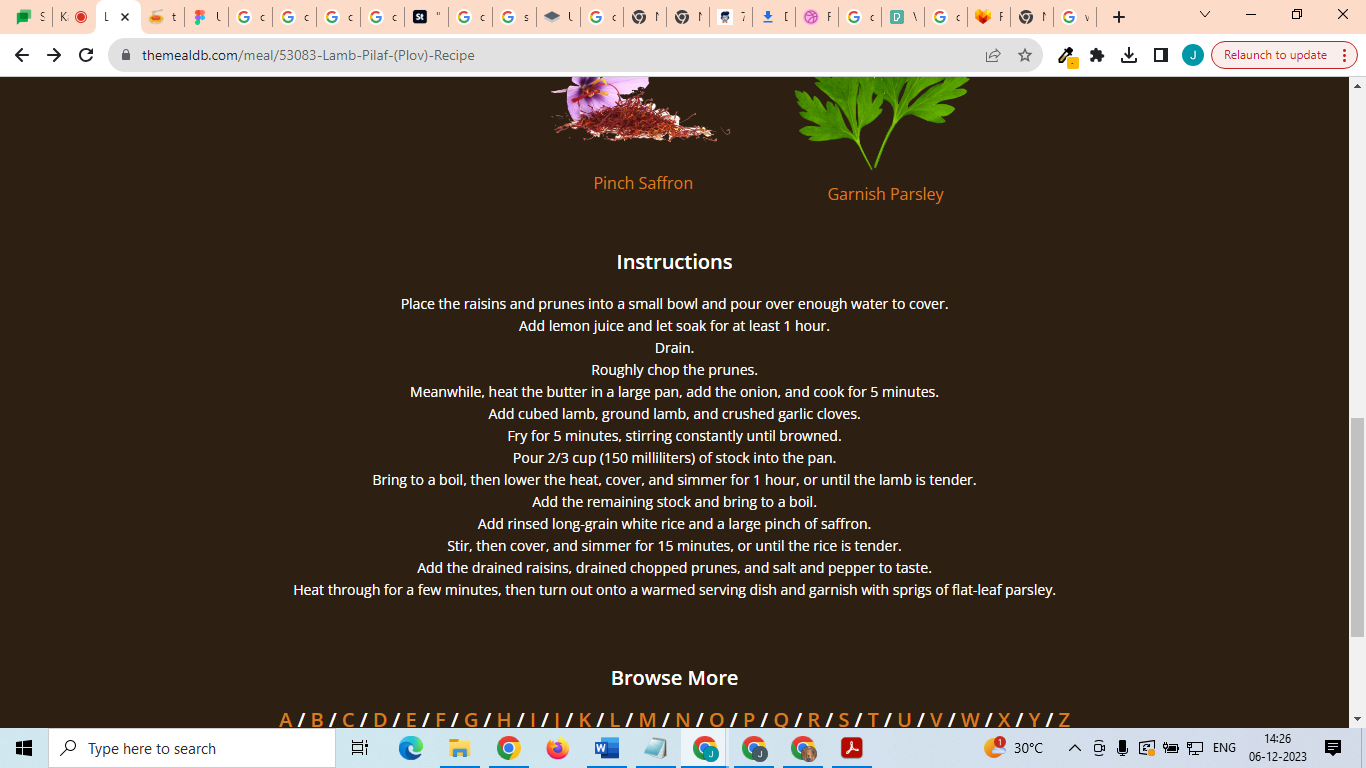 themealdb.com/meal/53083-Lamb-Pilaf-(Plov)-Recipe
Relaunch to update
Pinch Saffron
Garnish Parsley
Instructions
Place the raisins and prunes into a small bowl and pour over enough water to cover.
Add lemon juice and let soak for at least 1 hour.
Drain.
Roughly chop the prunes.
Meanwhile, heat the butter in a large pan, add the onion, and cook for 5 minutes.
Add cubed lamb, ground lamb, and crushed garlic cloves.
Fry for 5 minutes, stirring constantly until browned.
Pour 2/3 cup (150 milliliters) of stock into the pan.
Bring to a boil, then lower the heat, cover, and simmer for 1 hour, or until the lamb is tender.
Add the remaining stock and bring to a boil.
Add rinsed long-grain white rice and a large pinch of saffron.
Stir, then cover, and simmer for 15 minutes, or until the rice is tender.
Add the drained raisins, drained chopped prunes, and salt and pepper to taste.
Heat through for a few minutes, then turn out onto a warmed serving dish and garnish with sprigs of flat-leaf parsley.
Browse More
A / B / C / D / E / F / G / H / I / J / K / L / M / N / O / P / Q / R / S / T / U / V / W / X / Y / Z
Type here to search
30°C
ENG
14:26
06-12-2023